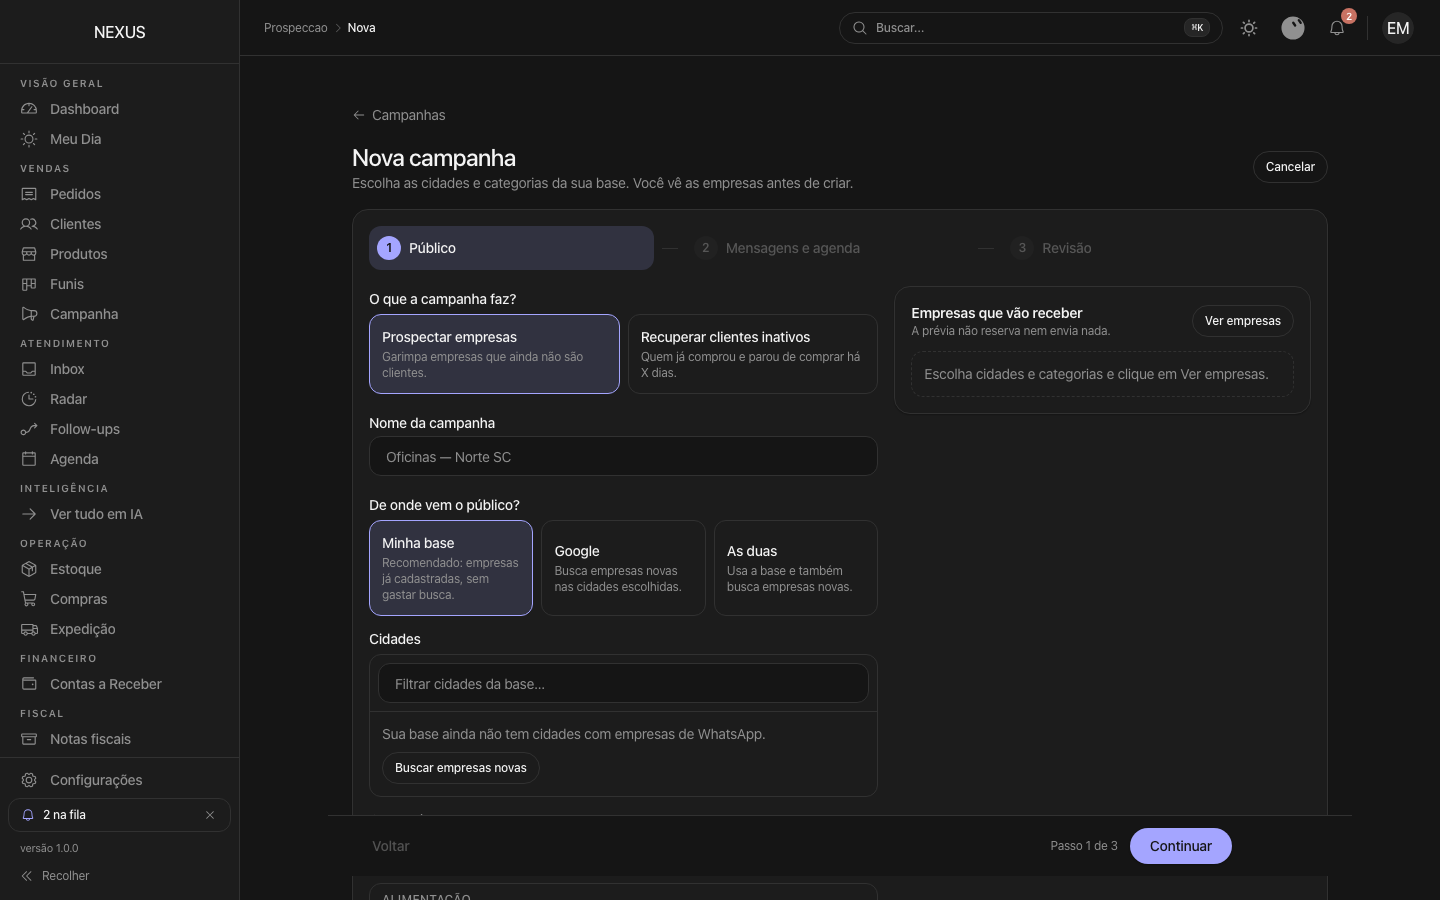 NEXUS
Prospeccao > Nova
Buscar...
⌘K
2
EM
VISÃO GERAL
Dashboard
Meu Dia
VENDAS
Pedidos
Clientes
Produtos
Funis
Campanha
ATENDIMENTO
Inbox
Radar
Follow-ups
Agenda
INTELIGÊNCIA
Ver tudo em IA
OPERAÇÃO
Estoque
Compras
Expedição
FINANCEIRO
Contas a Receber
FISCAL
Notas fiscais
Configurações
2 na fila
versão 1.0.0
Recolher
← Campanhas
Nova campanha
Escolha as cidades e categorias da sua base. Você vê as empresas antes de criar.
Cancelar
1 Público
2 Mensagens e agenda
3 Revisão
O que a campanha faz?
Prospectar empresas
Garimpa empresas que ainda não são
clientes.
Recuperar clientes inativos
Quem já comprou e parou de comprar há
X dias.
Nome da campanha
Oficinas — Norte SC
De onde vem o público?
Minha base
Recomendado: empresas
já cadastradas, sem
gastar busca.
Google
Busca empresas novas
nas cidades escolhidas.
As duas
Usa a base e também
busca empresas novas.
Cidades
Filtrar cidades da base...
Sua base ainda não tem cidades com empresas de WhatsApp.
Buscar empresas novas
Empresas que vão receber
A prévia não reserva nem envia nada.
Ver empresas
Escolha cidades e categorias e clique em Ver empresas.
Voltar
Passo 1 de 3
Continuar
ALIMENTAÇÃO